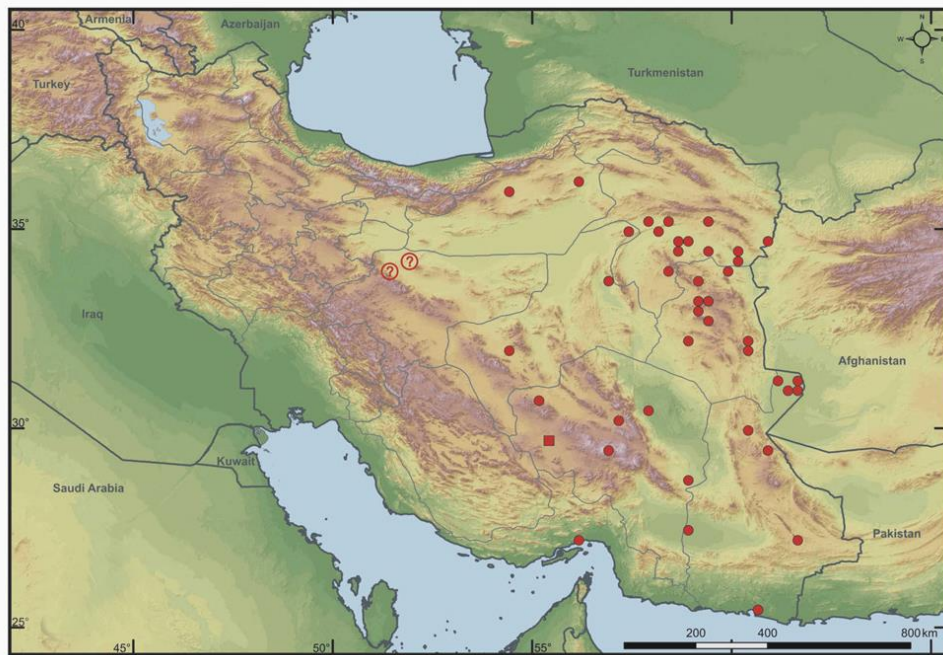 40°
Armenia
Azerbaijan
N
W
E
S
Turkey
Turkmenistan
35°
? ?
Iraq
Afghanistan
30°
Kuwait
Saudi Arabia
Pakistan
25°
45°
50°
55°
200 400 800 km